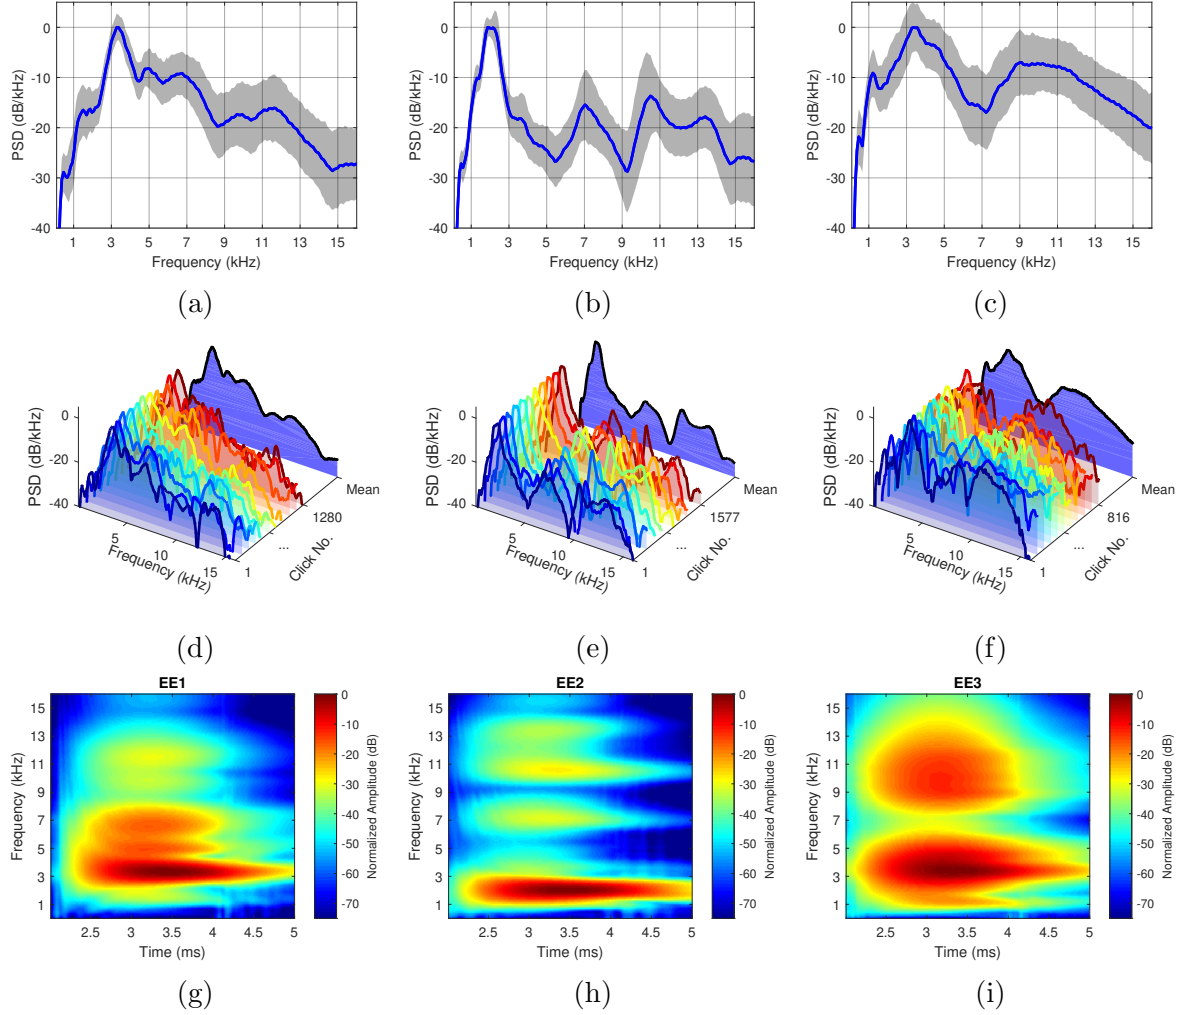 0
-10
-20
-30
-40
PSD (dB/kHz)
1 3 5 7 9 11 13 15
Frequency (kHz)
(a)
0
-10
-20
-30
-40
PSD (dB/kHz)
1 3 5 7 9 11 13 15
Frequency (kHz)
(b)
0
-10
-20
-30
-40
PSD (dB/kHz)
1 3 5 7 9 11 13 15
Frequency (kHz)
(c)
0
-20
-40
PSD (dB/kHz)
5 10 15
Frequency (kHz)
1 ... 1280 Mean
Click No.
(d)
0
-20
-40
PSD (dB/kHz)
5 10 15
Frequency (kHz)
1 ... 1577 Mean
Click No.
(e)
0
-20
-40
PSD (dB/kHz)
5 10 15
Frequency (kHz)
1 ... 816 Mean
Click No.
(f)
EE1
15
13
11
9
7
5
3
1
Frequency (kHz)
2.5 3 3.5 4 4.5 5
Time (ms)
0
-10
-20
-30
-40
-50
-60
-70
Normalized Amplitude (dB)
(g)
EE2
15
13
11
9
7
5
3
1
Frequency (kHz)
2.5 3 3.5 4 4.5 5
Time (ms)
0
-10
-20
-30
-40
-50
-60
-70
Normalized Amplitude (dB)
(h)
EE3
15
13
11
9
7
5
3
1
Frequency (kHz)
2.5 3 3.5 4 4.5 5
Time (ms)
0
-10
-20
-30
-40
-50
-60
-70
Normalized Amplitude (dB)
(i)